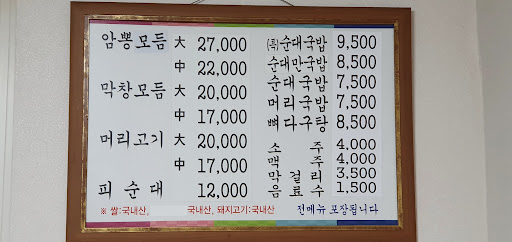 암뽕모듬 大 27,000
中 22,000
막창모듬 大 20,000
中 17,000
머리고기 大 20,000
中 17,000
피순대 12,000
※ 쌀:국내산, 국내산, 돼지고기:국내산
(특)순대국밥 9,500
순대만국밥 8,500
순대국밥 7,500
머리국밥 7,500
뼈다구탕 8,500
소주 4,000
맥주 4,000
막걸리 3,500
음료수 1,500
전메뉴 포장됩니다